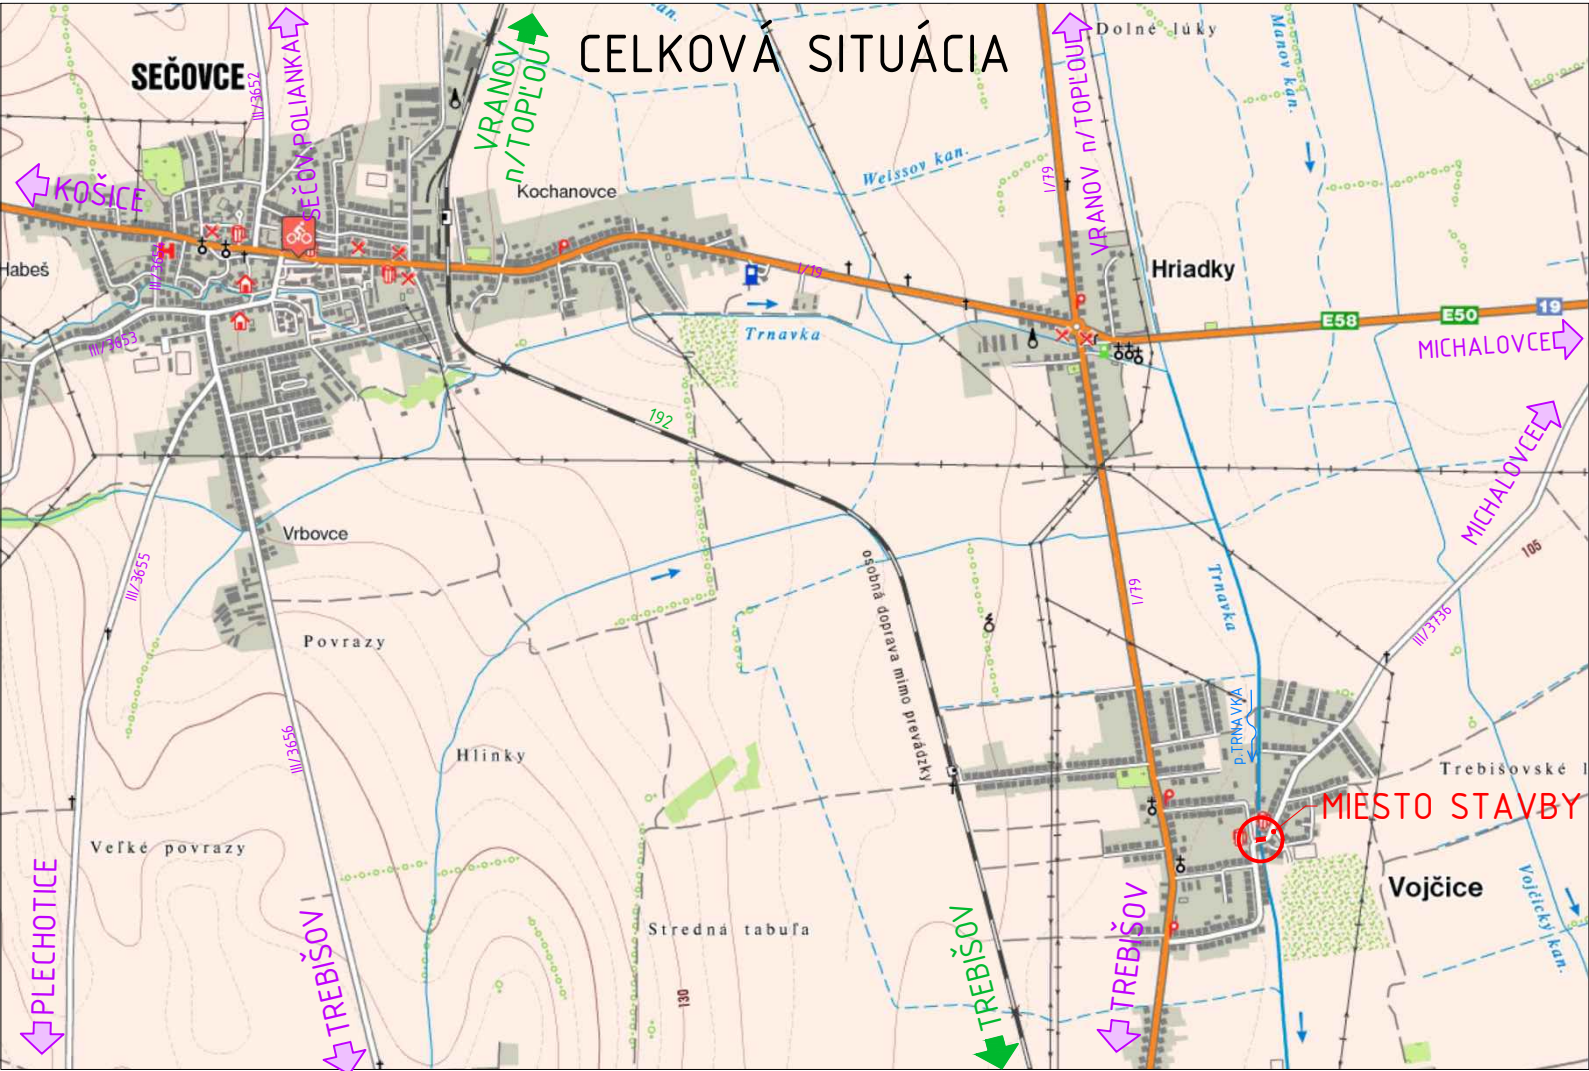 CELKOVÁ SITUÁCIA
SEČOVCE
III/3652
SEČOV.POLIANKA
VRANOV
n/TOPĽOU
VRANOV n/TOPĽOU
Dolné lúky
Manov kan.
kan.
KOŠICE
Kochanovce
Weissov kan.
I/79
Habeš
III/3653
I/19
Hriadky
E58
E50
19
Trnavka
MICHALOVCE
192
MICHALOVCE
Vrbovce
III/3655
osobná doprava mimo prevádzky
I/79
Trnavka
105
III/3736
Povrazy
III/3656
Hlinky
p.TRNAVKA
Trebišovské l
MIESTO STAVBY
Veľké povrazy
Vojčice
Vojčický kan.
Stredná tabuľa
130
PLECHOTICE
TREBIŠOV
TREBIŠOV
TREBIŠOV